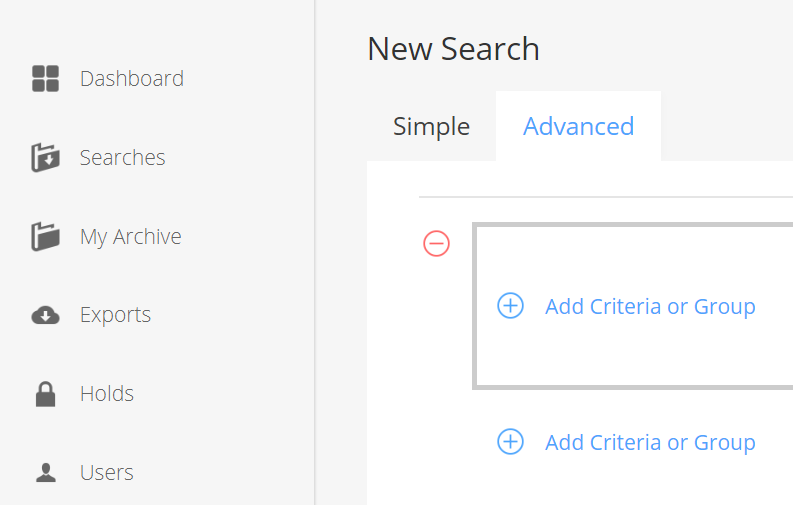 Dashboard
Searches
My Archive
Exports
Holds
Users
New Search
Simple
Advanced
Add Criteria or Group
Add Criteria or Group